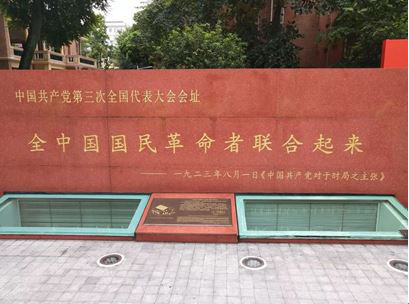 中国共产党第三次全国代表大会会址
全中国国民革命者联合起来
——一九二三年八月一日《中国共产党对于时局之主张》